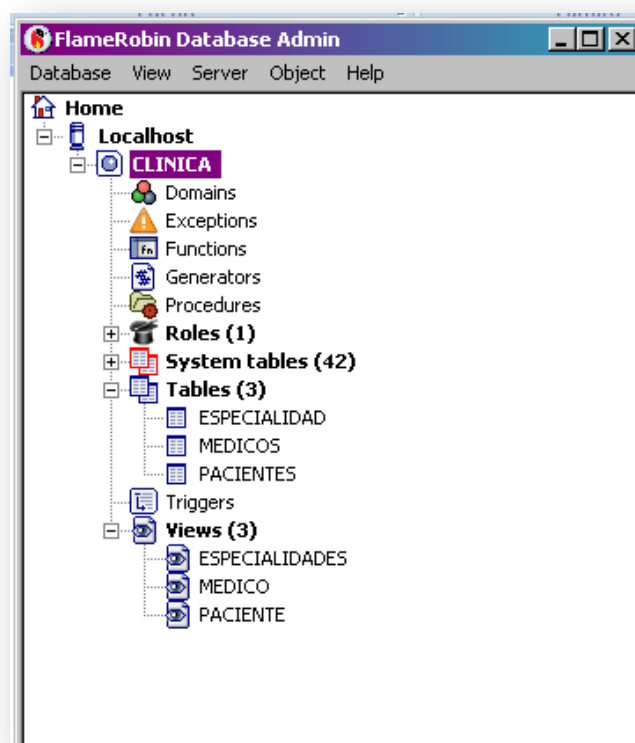 FlameRobin Database Admin
Database View Server Object Help
Home
Localhost
CLINICA
Domains
Exceptions
fn Functions
Generators
Procedures
Roles (1)
System tables (42)
Tables (3)
ESPECIALIDAD
MEDICOS
PACIENTES
Triggers
Views (3)
ESPECIALIDADES
MEDICO
PACIENTE